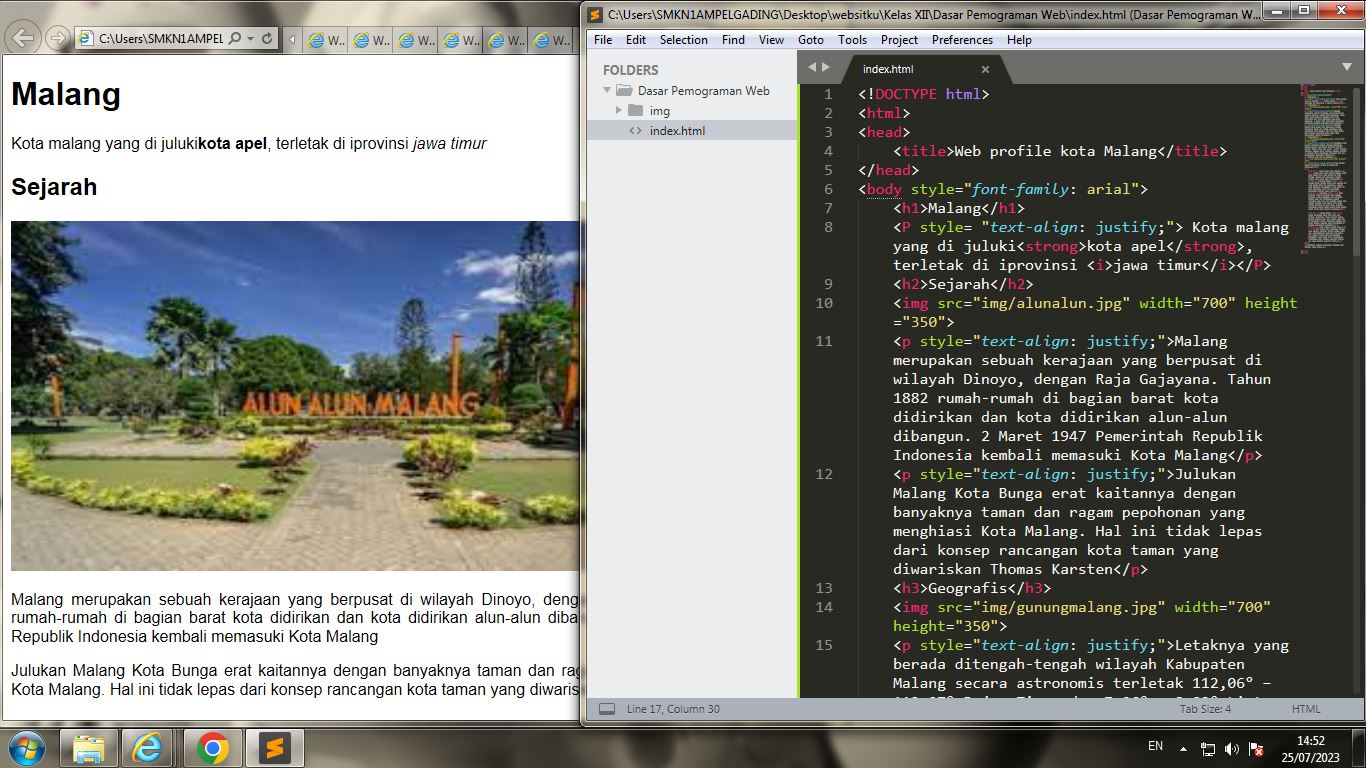 C:\Users\SMKN1AMPEL
W..
W..
W..
W..
W..
W..
Malang
Kota malang yang di julukikota apel, terletak di iprovinsi jawa timur
Sejarah
ALUN ALUN MALANG
Malang merupakan sebuah kerajaan yang berpusat di wilayah Dinoyo, deng
rumah-rumah di bagian barat kota didirikan dan kota didirikan alun-alun diba
Republik Indonesia kembali memasuki Kota Malang
Julukan Malang Kota Bunga erat kaitannya dengan banyaknya taman dan rag
Kota Malang. Hal ini tidak lepas dari konsep rancangan kota taman yang diwaris
C:\Users\SMKN1AMPELGADING\Desktop\websitku\Kelas XII\Dasar Pemograman Web\index.html (Dasar Pemograman W...
File Edit Selection Find View Goto Tools Project Preferences Help
FOLDERS
Dasar Pemograman Web
img
<> index.html
index.html
1 <!DOCTYPE html>
2 <html>
3 <head>
4 <title>Web profile kota Malang</title>
5 </head>
6 <body style="font-family: arial">
7 <h1>Malang</h1>
8 <P style= "text-align: justify;"> Kota malang
yang di juluki<strong>kota apel</strong>,
terletak di iprovinsi <i>jawa timur</i></P>
9 <h2>Sejarah</h2>
10 <img src="img/alunalun.jpg" width="700" height
="350">
11 <p style="text-align: justify;">Malang
merupakan sebuah kerajaan yang berpusat di
wilayah Dinoyo, dengan Raja Gajayana. Tahun
1882 rumah-rumah di bagian barat kota
didirikan dan kota didirikan alun-alun
dibangun. 2 Maret 1947 Pemerintah Republik
Indonesia kembali memasuki Kota Malang</p>
12 <p style="text-align: justify;">Julukan
Malang Kota Bunga erat kaitannya dengan
banyaknya taman dan ragam pepohonan yang
menghiasi Kota Malang. Hal ini tidak lepas
dari konsep rancangan kota taman yang
diwariskan Thomas Karsten</p>
13 <h3>Geografis</h3>
14 <img src="img/gunungmalang.jpg" width="700"
height="350">
15 <p style="text-align: justify;">Letaknya yang
berada ditengah-tengah wilayah Kabupaten
Malang secara astronomis terletak 112,06° –
Line 17, Column 30
Tab Size: 4
HTML
EN
14:52
25/07/2023